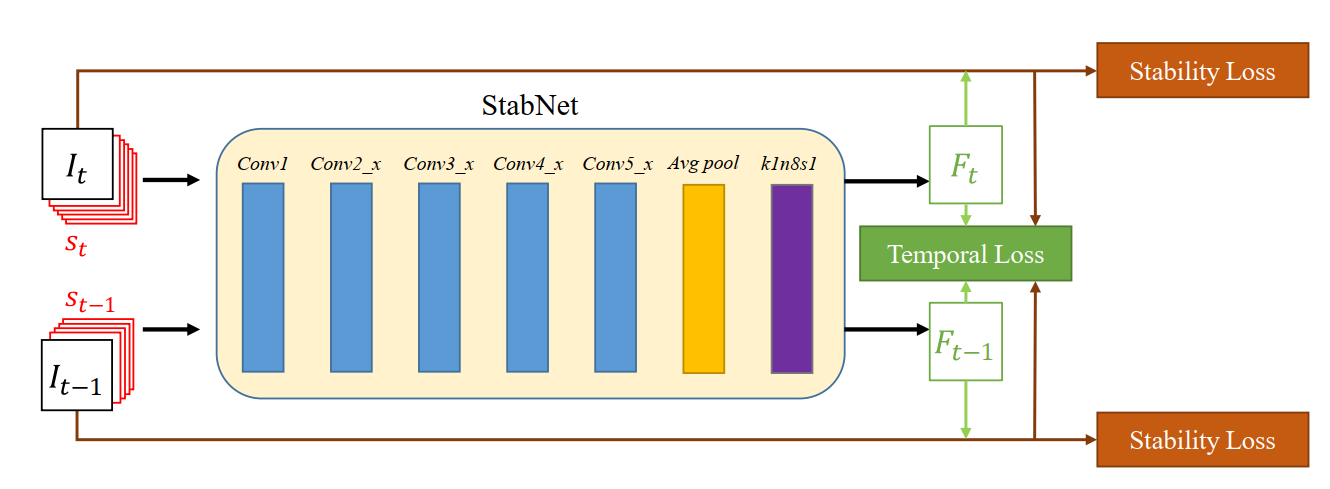 Stability Loss
StabNet
I_t
s_t
Conv1 Conv2_x Conv3_x Conv4_x Conv5_x Avg pool k1n8s1
F_t
Temporal Loss
s_{t−1}
I_{t−1}
F_{t−1}
Stability Loss